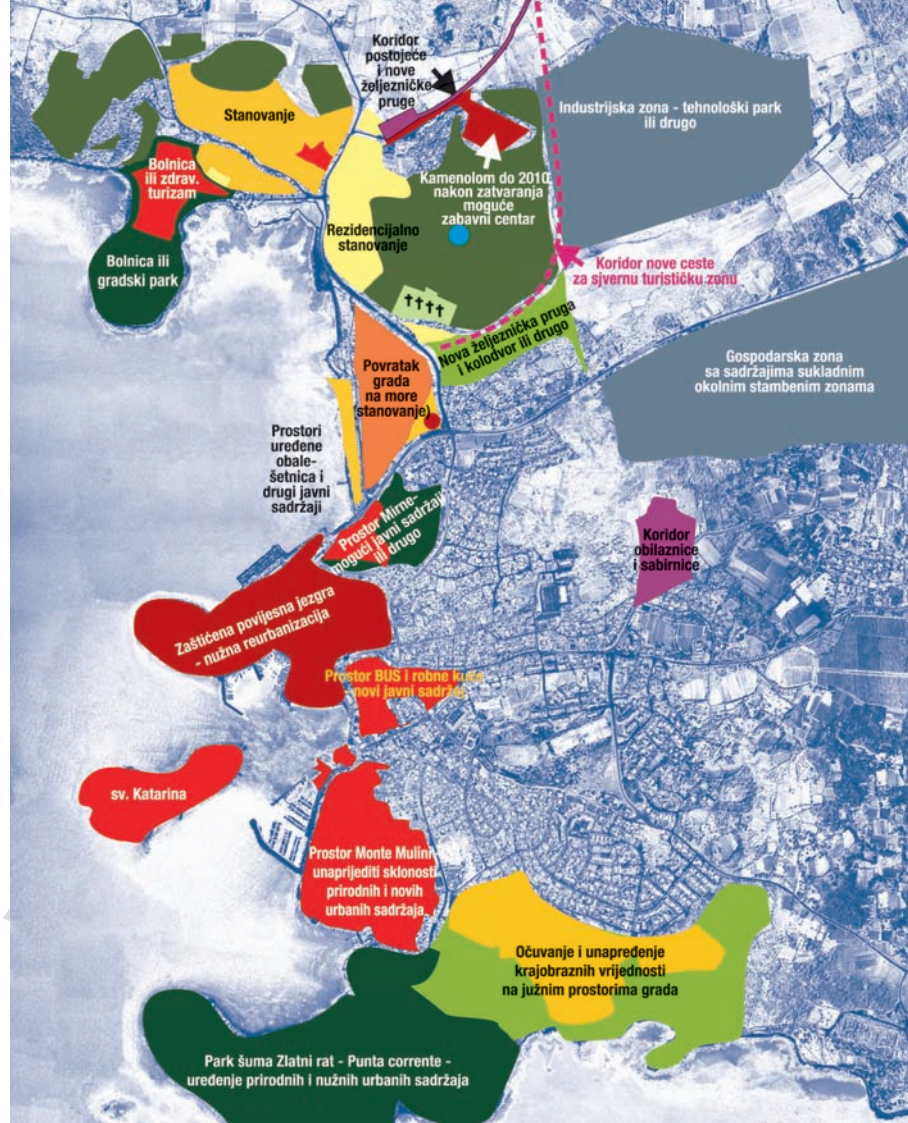 Koridor
postojeće
i nove
željezničke
pruge
Stanovanje
Industrijska zona - tehnološki park
ili drugo
Bolnica
ili zdrav.
turizam
Kamenolom do 2010.
nakon zatvaranja
moguće
zabavni centar
Rezidencijalno
stanovanje
Bolnica ili
gradski park
Koridor nove ceste
za sjvernu turističku zonu
Nova željeznička pruga
i kolodvor ili drugo
Povratak
grada
na more
(stanovanje)
Gospodarska zona
sa sadržajima sukladnim
okolnim stambenim zonama
Prostori
uređene
obale-
šetnica i
drugi javni
sadržaji
Prostor Mirne-
mogući javni sadržaji
ili drugo
Koridor
obilaznice
i sabirnice
Zaštićena povijesna jezgra
- nužna reurbanizacija
Prostor BUS i robne kuće
novi javni sadržaj
sv. Katarina
Prostor Monte Mulini
unaprijediti sklonosti
prirodnih i novih
urbanih sadržaja
Očuvanje i unapređenje
krajobraznih vrijednosti
na južnim prostorima grada
Park šuma Zlatni rat - Punta corrente -
uređenje prirodnih i nužnih urbanih sadržaja